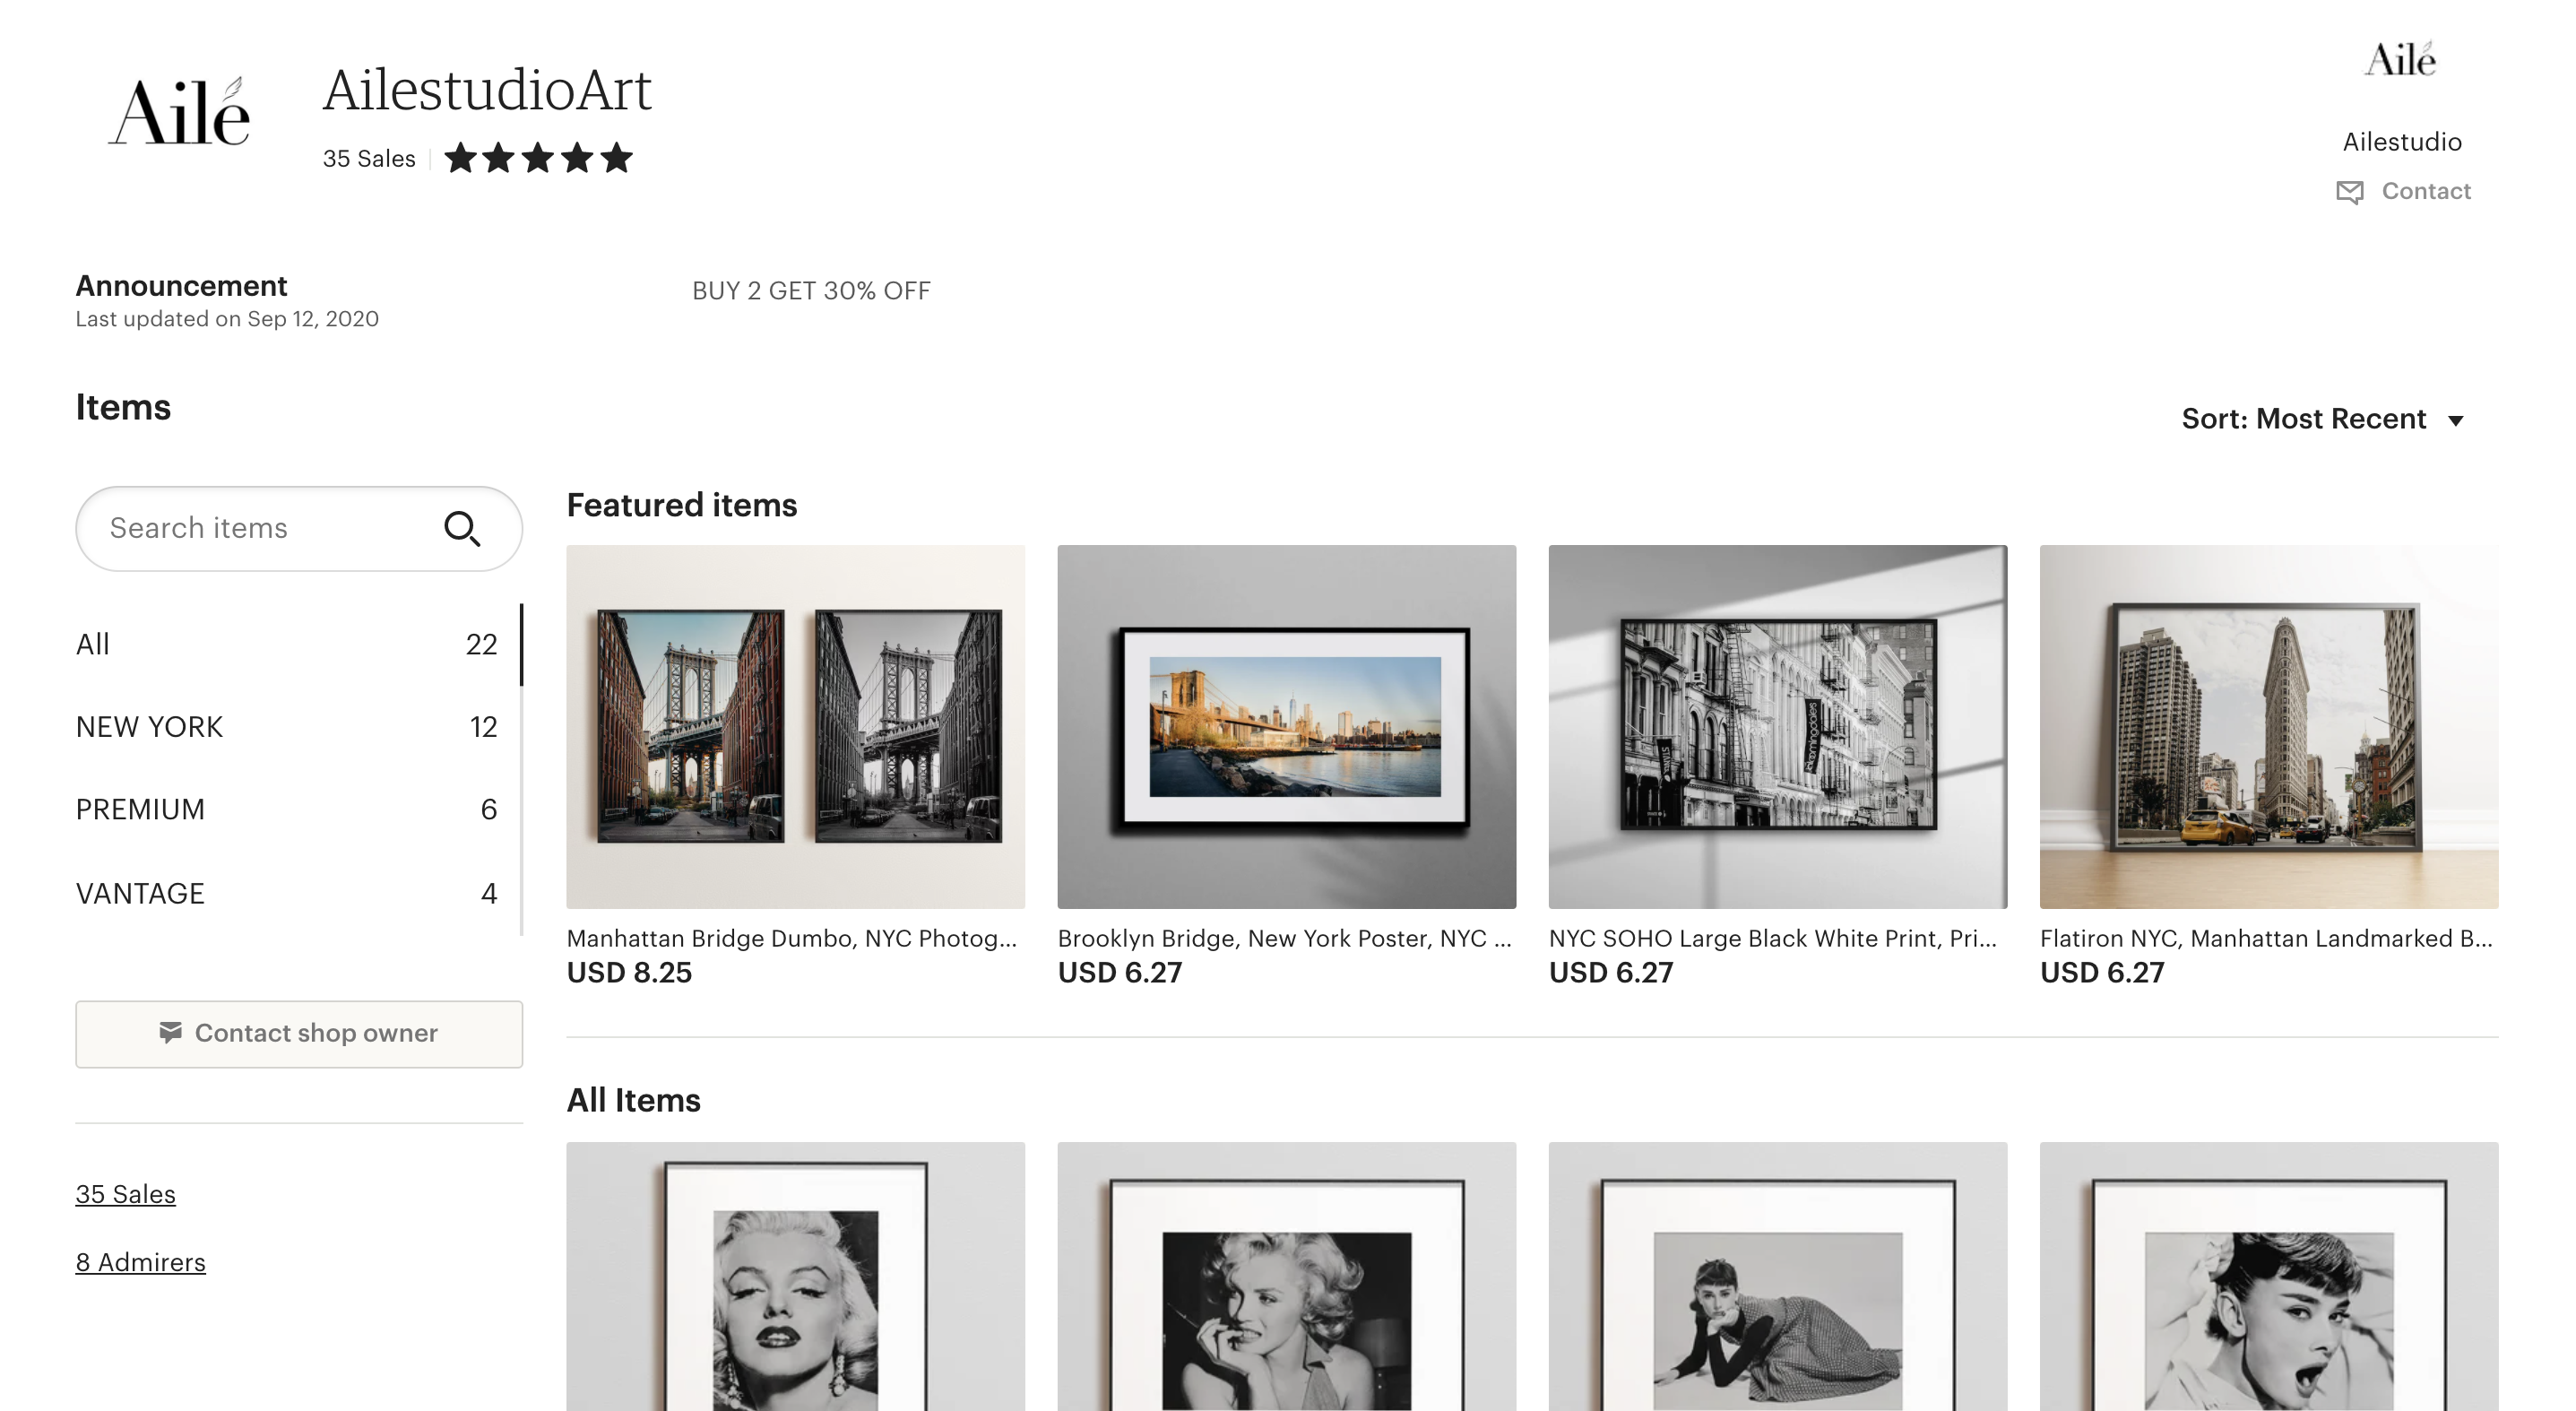 Ailé
AilestudioArt
35 Sales
Ailé
Ailestudio
Contact
Announcement
Last updated on Sep 12, 2020
BUY 2 GET 30% OFF
Items
Sort: Most Recent
Search items
All 22
NEW YORK 12
PREMIUM 6
VANTAGE 4
Contact shop owner
35 Sales
8 Admirers
Featured items
Manhattan Bridge Dumbo, NYC Photog...
USD 8.25
Brooklyn Bridge, New York Poster, NYC ...
USD 6.27
NYC SOHO Large Black White Print, Pri...
USD 6.27
Flatiron NYC, Manhattan Landmarked B...
USD 6.27
All Items